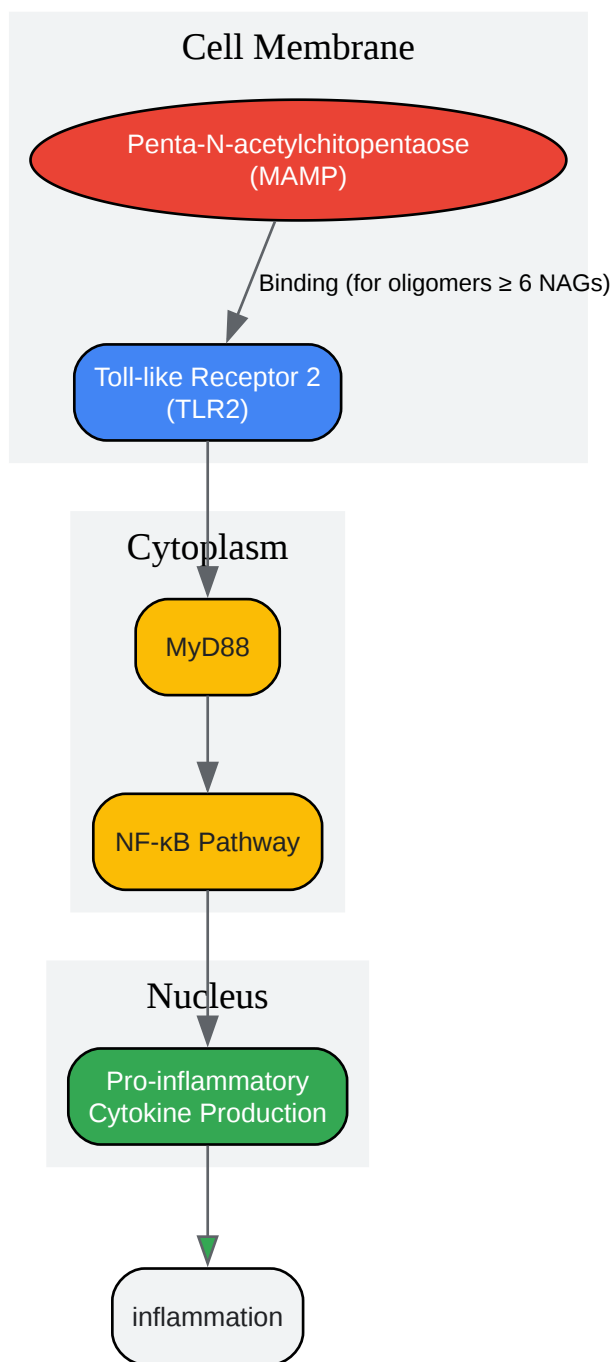 Cell Membrane
Penta-N-acetylchitopentaose
(MAMP)
Binding (for oligomers ≥ 6 NAGs)
Toll-like Receptor 2
(TLR2)
Cytoplasm
MyD88
NF-κB Pathway
Nucleus
Pro-inflammatory
Cytokine Production
inflammation